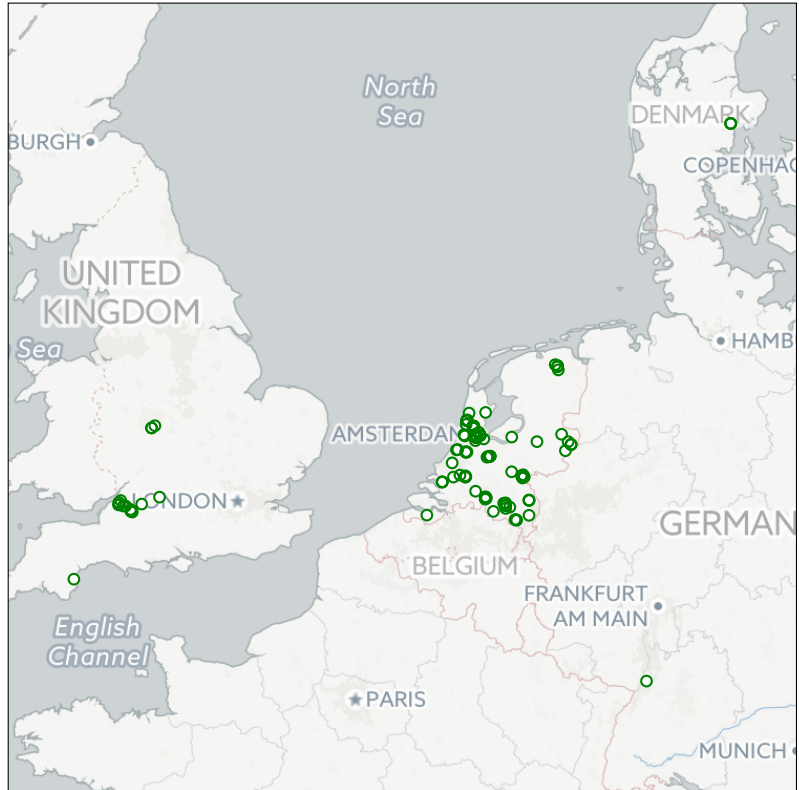 North
Sea
DENMARK
BURGH
COPENHAG
UNITED
KINGDOM
Sea
HAMB
AMSTERDAM
LONDON
GERMAN
BELGIUM
FRANKFURT
AM MAIN
English
Channel
PARIS
MUNICH